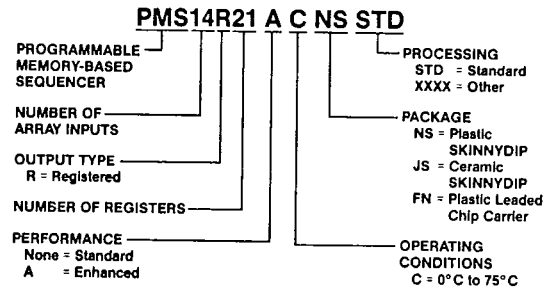 PMS14R21 A C NS STD
PROGRAMMABLE
MEMORY-BASED
SEQUENCER
NUMBER OF
ARRAY INPUTS
OUTPUT TYPE
R = Registered
NUMBER OF REGISTERS
PERFORMANCE
None = Standard
A = Enhanced
PROCESSING
STD = Standard
XXXX = Other
PACKAGE
NS = Plastic
SKINNYDIP
JS = Ceramic
SKINNYDIP
FN = Plastic Leaded
Chip Carrier
OPERATING
CONDITIONS
C = 0°C to 75°C